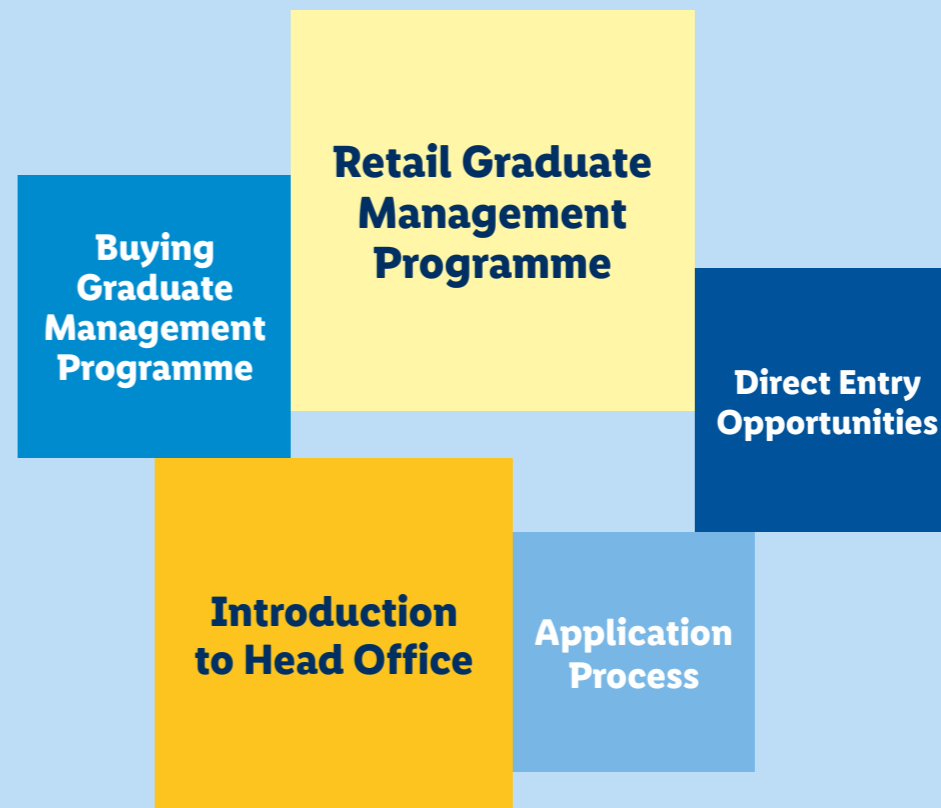 Retail Graduate
Management
Programme
Buying
Graduate
Management
Programme
Direct Entry
Opportunities
Introduction
to Head Office
Application
Process